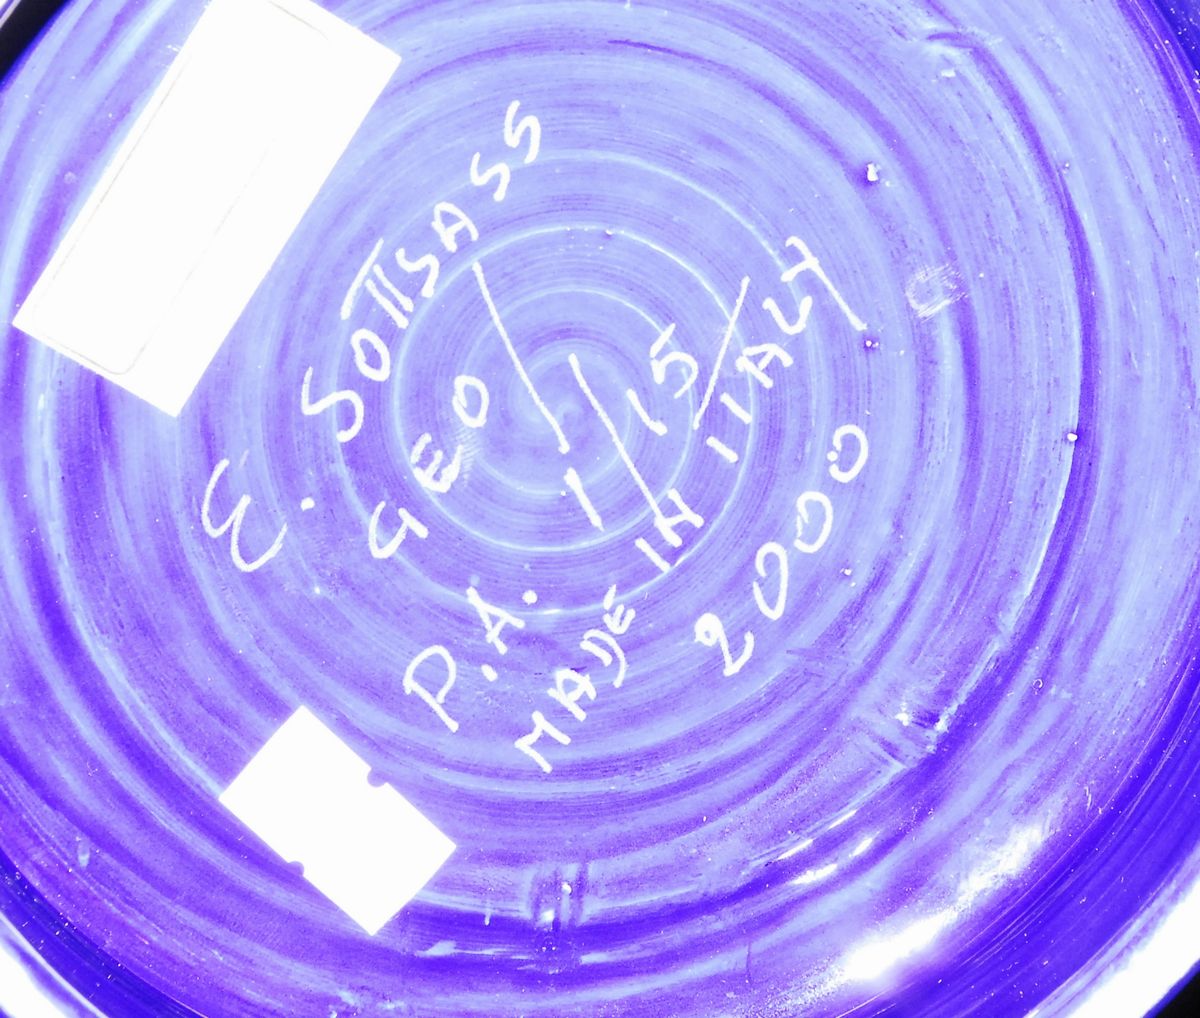 E. SOTTSASS
GEO /
P.A. 1/15/
MADE IN ITALY
2000